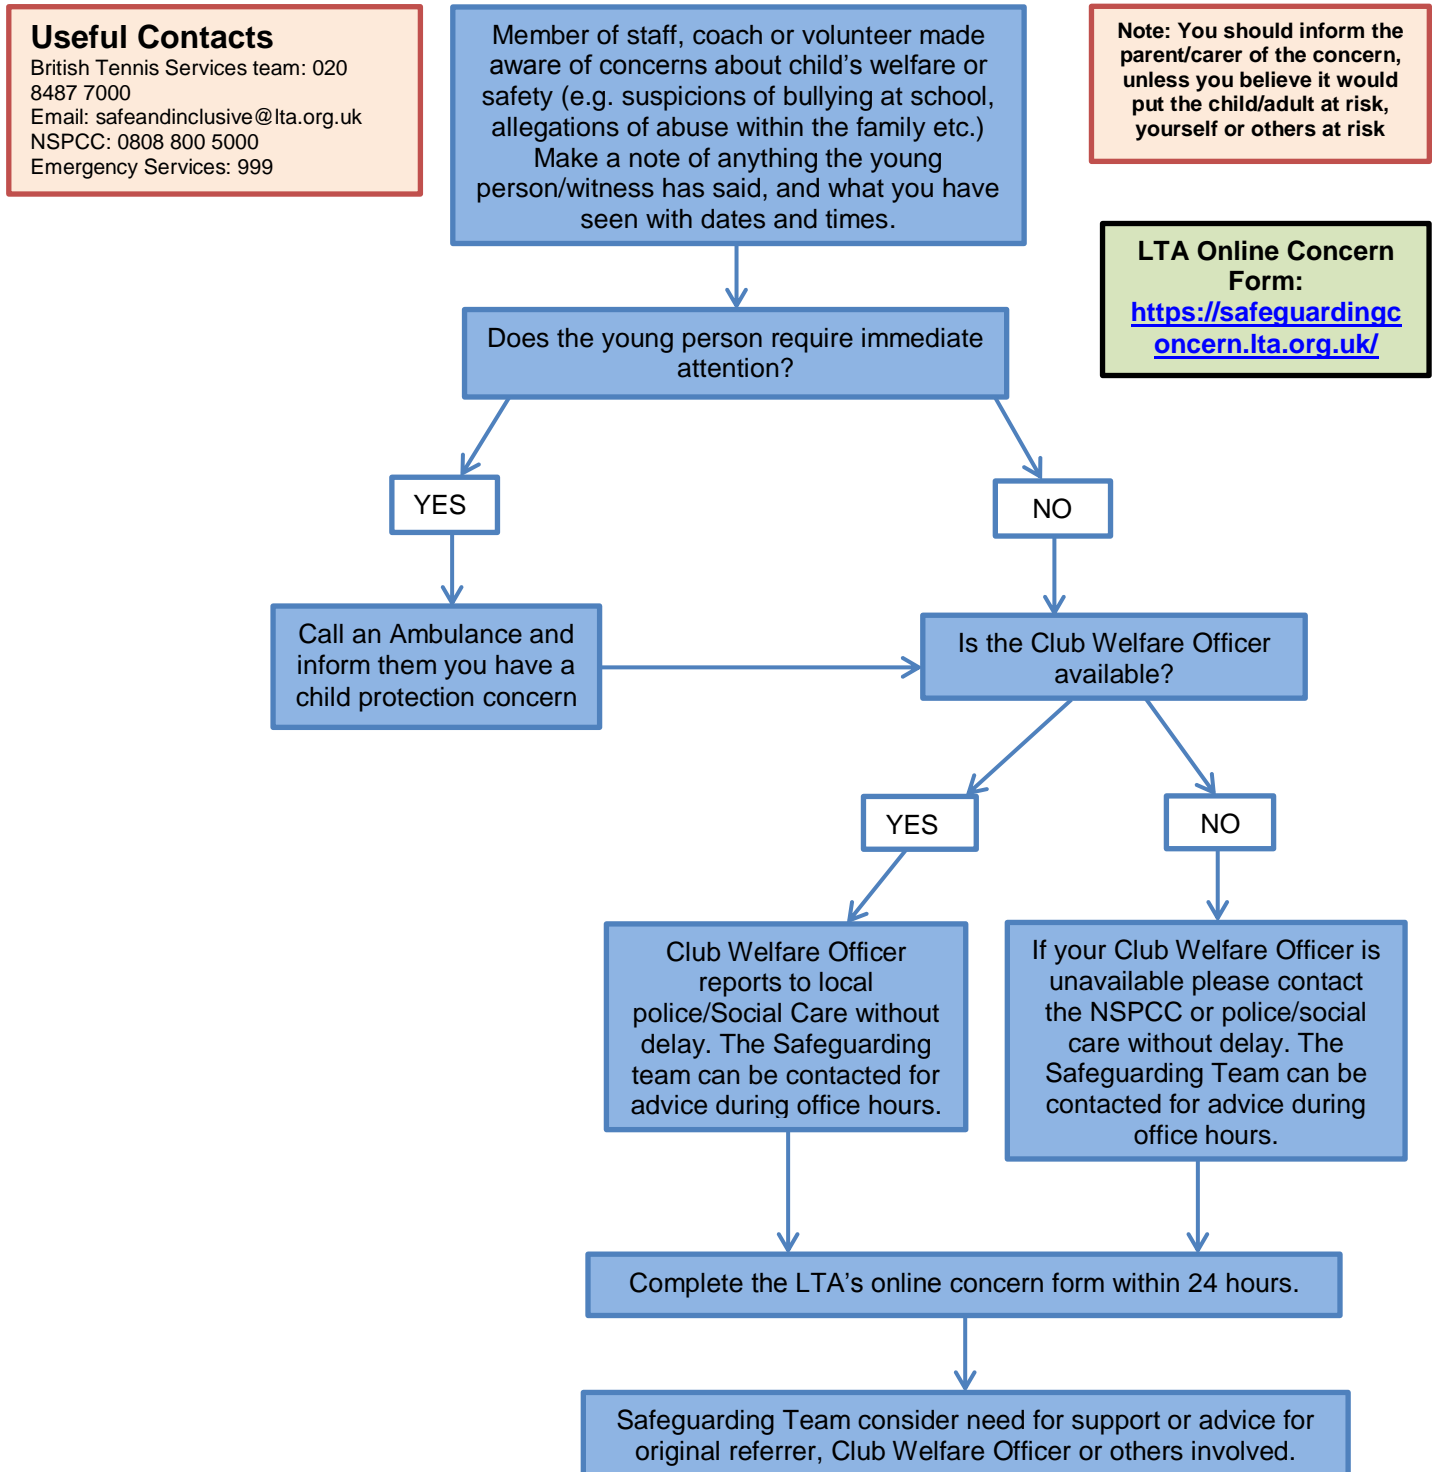 Useful Contacts
British Tennis Services team: 020
8487 7000
Email: safeandinclusive@lta.org.uk
NSPCC: 0808 800 5000
Emergency Services: 999
Member of staff, coach or volunteer made
aware of concerns about child's welfare or
safety (e.g. suspicions of bullying at school,
allegations of abuse within the family etc.)
Make a note of anything the young
person/witness has said, and what you have
seen with dates and times.
Note: You should inform the
parent/carer of the concern,
unless you believe it would
put the child/adult at risk,
yourself or others at risk
LTA Online Concern
Form:
https://safeguardingc
oncern.lta.org.uk/
Does the young person require immediate
attention?
YES
NO
Call an Ambulance and
inform them you have a
child protection concern
Is the Club Welfare Officer
available?
YES
NO
Club Welfare Officer
reports to local
police/Social Care without
delay. The Safeguarding
team can be contacted for
advice during office hours.
If your Club Welfare Officer is
unavailable please contact
the NSPCC or police/social
care without delay. The
Safeguarding Team can be
contacted for advice during
office hours.
Complete the LTA's online concern form within 24 hours.
Safeguarding Team consider need for support or advice for
original referrer, Club Welfare Officer or others involved.